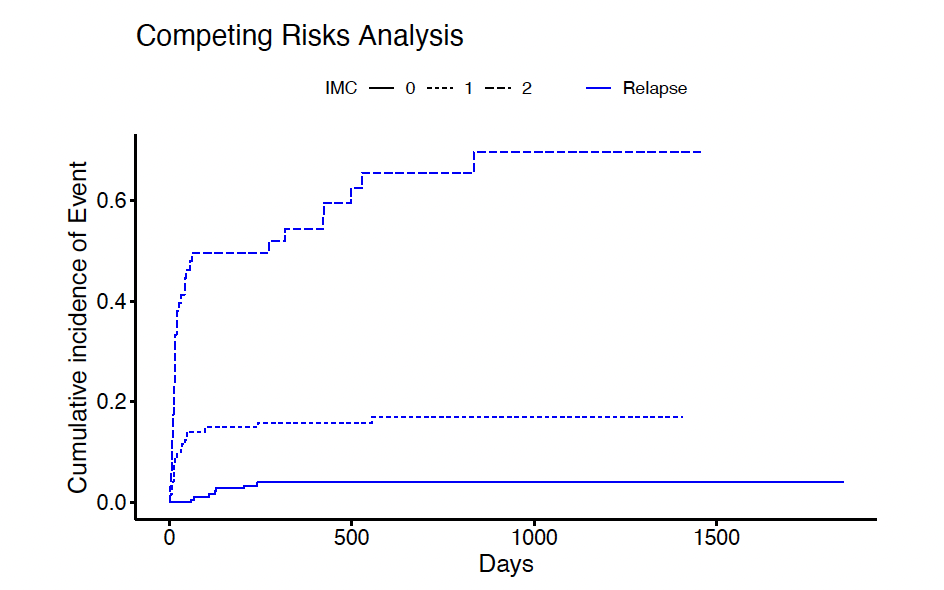 Competing Risks Analysis
IMC 0 1 2 Relapse
Cumulative incidence of Event
0.6
0.4
0.2
0.0
0 500 1000 1500
Days